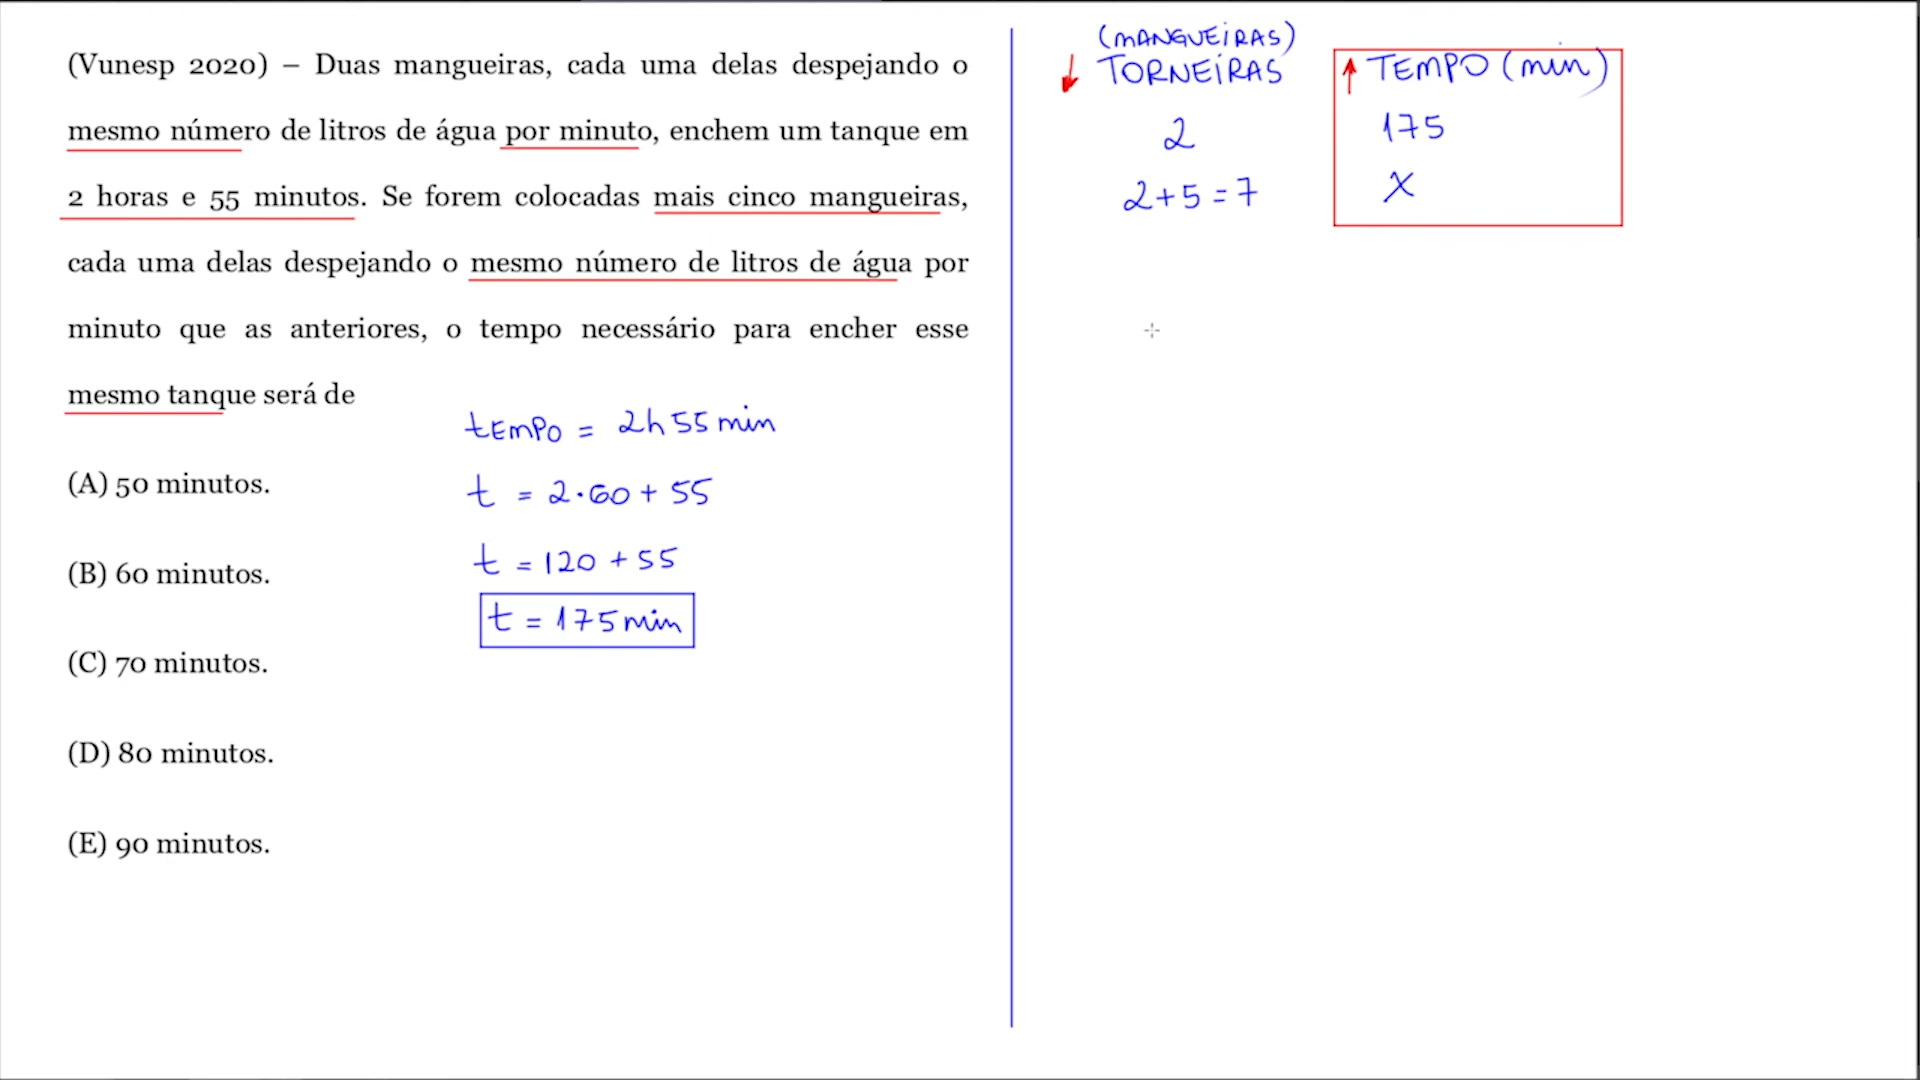 (Vunesp 2020) – Duas mangueiras, cada uma delas despejando o
mesmo número de litros de água por minuto, enchem um tanque em
2 horas e 55 minutos. Se forem colocadas mais cinco mangueiras,
cada uma delas despejando o mesmo número de litros de água por
minuto que as anteriores, o tempo necessário para encher esse
mesmo tanque será de
(A) 50 minutos.
(B) 60 minutos.
(C) 70 minutos.
(D) 80 minutos.
(E) 90 minutos.
tEmPO = 2h 55 min
t = 2·60 + 55
t = 120 + 55
t = 175 min
(MANGUEiRAS)
↓ TORNEiRAS ↑ TEMPO (min)
2 175
2+5=7 X